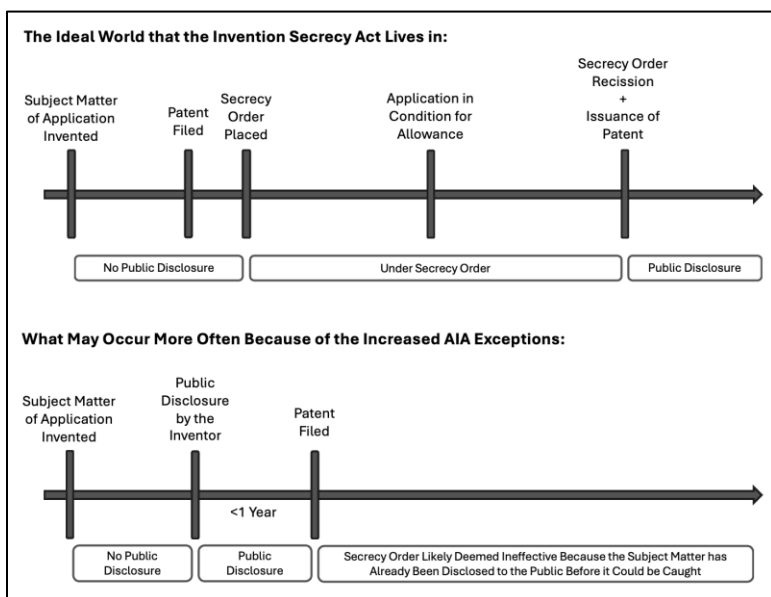 The Ideal World that the Invention Secrecy Act Lives in:
Subject Matter
of Application
Invented
Patent
Filed
Secrecy
Order
Placed
Application in
Condition for
Allowance
Secrecy Order
Recission
+
Issuance of
Patent
No Public Disclosure
Under Secrecy Order
Public Disclosure
What May Occur More Often Because of the Increased AIA Exceptions:
Subject Matter
of Application
Invented
Public
Disclosure
by the
Inventor
Patent
Filed
<1 Year
No Public
Disclosure
Public
Disclosure
Secrecy Order Likely Deemed Ineffective Because the Subject Matter has
Already Been Disclosed to the Public Before it Could be Caught